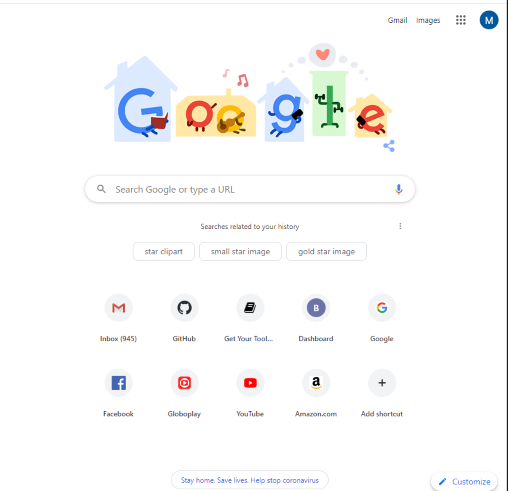 Gmail Images M
Google
Search Google or type a URL
Searches related to your history
star clipart small star image gold star image
B
Inbox (945) GitHub Get Your Tool... Dashboard Google
Facebook Globoplay YouTube Amazon.com Add shortcut
Stay home. Save lives. Help stop coronavirus
Customize